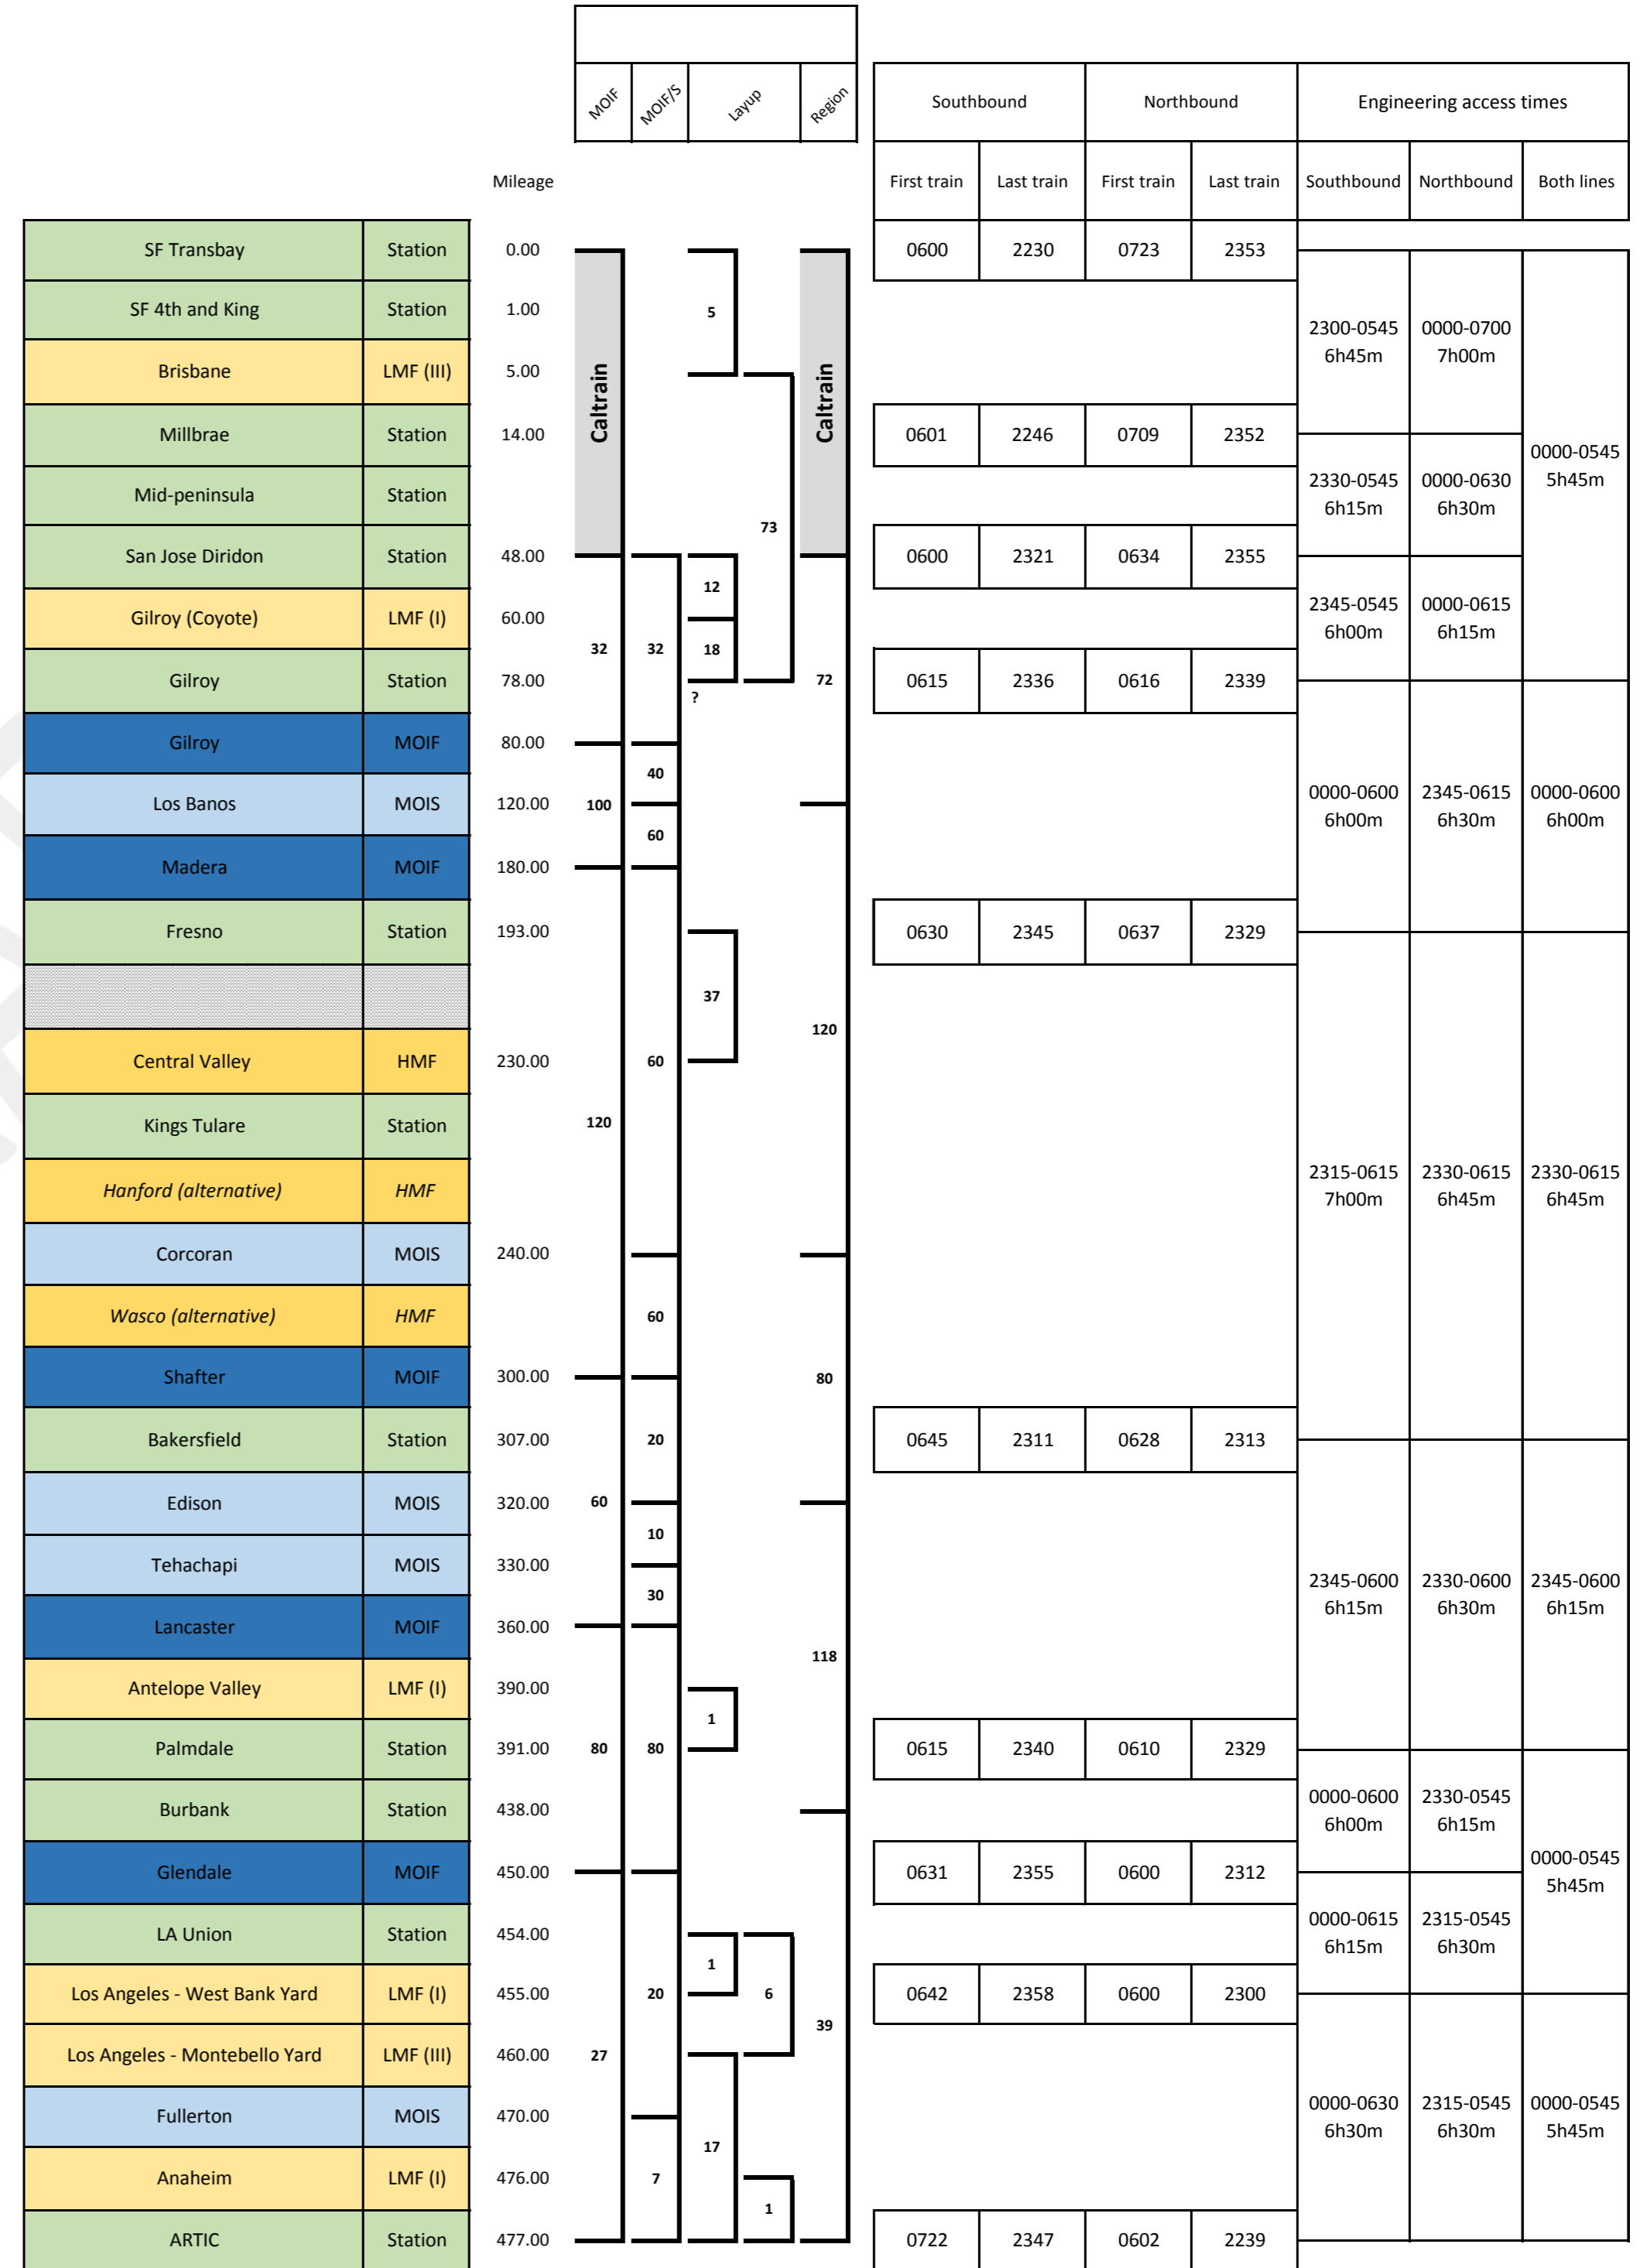 MOIF MOIF/S Layup Region Southbound Northbound Engineering access times
Mileage First train Last train First train Last train Southbound Northbound Both lines
SF Transbay Station 0.00 0600 2230 0723 2353
SF 4th and King Station 1.00 5
2300-0545 0000-0700
6h45m 7h00m
Brisbane LMF (III) 5.00
Caltrain Caltrain
Millbrae Station 14.00 0601 2246 0709 2352
0000-0545
5h45m
Mid-peninsula Station
2330-0545 0000-0630
6h15m 6h30m
73
San Jose Diridon Station 48.00 0600 2321 0634 2355
12
Gilroy (Coyote) LMF (I) 60.00
2345-0545 0000-0615
6h00m 6h15m
32 32 18
Gilroy Station 78.00 72 0615 2336 0616 2339
?
Gilroy MOIF 80.00
40
Los Banos MOIS 120.00 100
0000-0600 2345-0615 0000-0600
6h00m 6h30m 6h00m
60
Madera MOIF 180.00
Fresno Station 193.00 0630 2345 0637 2329
37
120
Central Valley HMF 230.00 60
Kings Tulare Station 120
2315-0615 2330-0615 2330-0615
7h00m 6h45m 6h45m
Hanford (alternative) HMF
Corcoran MOIS 240.00
Wasco (alternative) HMF 60
Shafter MOIF 300.00 80
Bakersfield Station 307.00 20 0645 2311 0628 2313
Edison MOIS 320.00 60
10
Tehachapi MOIS 330.00
2345-0600 2330-0600 2345-0600
6h15m 6h30m 6h15m
30
Lancaster MOIF 360.00
118
Antelope Valley LMF (I) 390.00
1
Palmdale Station 391.00 80 80 0615 2340 0610 2329
Burbank Station 438.00
0000-0600 2330-0545
6h00m 6h15m
Glendale MOIF 450.00 0631 2355 0600 2312
0000-0545
5h45m
LA Union Station 454.00
0000-0615 2315-0545
6h15m 6h30m
1
Los Angeles - West Bank Yard LMF (I) 455.00 20 6 0642 2358 0600 2300
39
Los Angeles - Montebello Yard LMF (III) 460.00 27
Fullerton MOIS 470.00
0000-0630 2315-0545 0000-0545
6h30m 6h30m 5h45m
17
Anaheim LMF (I) 476.00 7
1
ARTIC Station 477.00 0722 2347 0602 2239